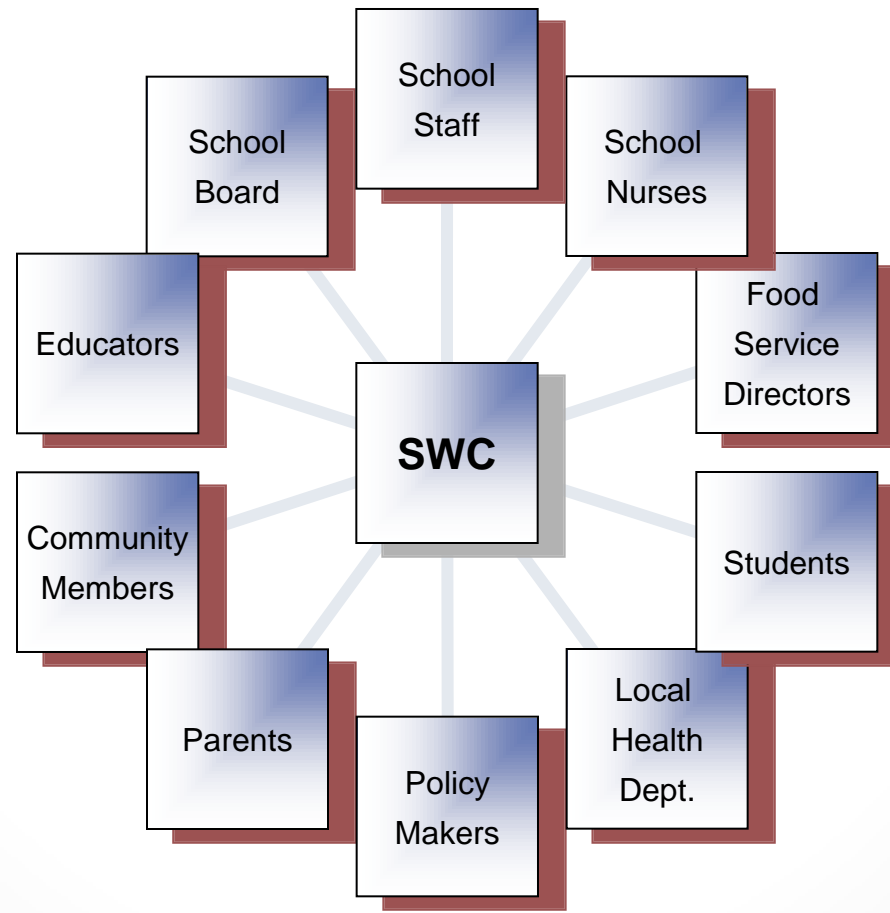 School
Staff
School
Board
School
Nurses
Educators
Food
Service
Directors
SWC
Community
Members
Students
Parents
Local
Health
Dept.
Policy
Makers